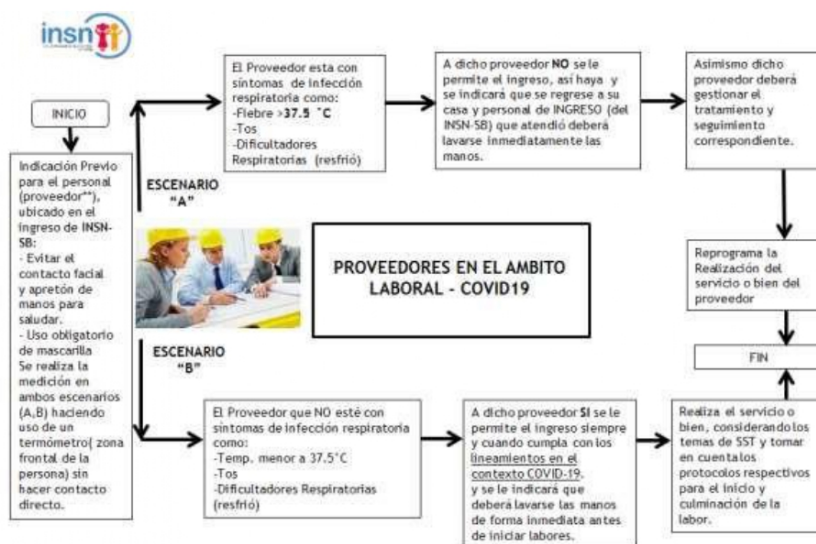 insn
INICIO
Indicación Previo
para el personal
(proveedor**),
ubicado en el
ingreso de INSN-
SB:
- Evitar el
contacto facial
y apretón de
manos para
saludar.
- Uso obligatorio
de mascarilla
Se realiza la
medición en
ambos escenarios
(A,B) haciendo
uso de un
termómetro( zona
frontal de la
persona) sin
hacer contacto
directo.
ESCENARIO
"A"
El Proveedor esta con
síntomas de infección
respiratoria como:
-Fiebre >37.5 °C
-Tos
-Dificultadores
Respiratorias (resfrió)
A dicho proveedor NO se le
permite el ingreso, así haya y
se indicará que se regrese a su
casa y personal de INGRESO (del
INSN-SB) que atendió deberá
lavarse inmediatamente las
manos.
Asimismo dicho
proveedor deberá
gestionar el
tratamiento y
seguimiento
correspondiente.
PROVEEDORES EN EL AMBITO
LABORAL - COVID19
Reprograma la
Realización del
servicio o bien del
proveedor
FIN
ESCENARIO
"B"
El Proveedor que NO esté con
síntomas de infección respiratoria
como:
-Temp. menor a 37.5°C
-Tos
-Dificultadores Respiratorias
(resfrió)
A dicho proveedor SI se le
permite el ingreso siempre
y cuando cumpla con los
lineamientos en el
contexto COVID-19.
y se le indicará que
deberá lavarse las manos
de forma inmediata antes
de iniciar labores.
Realiza el servicio o
bien, considerando los
temas de SST y tomar
en cuenta los
protocolos respectivos
para el inicio y
culminación de la
labor.